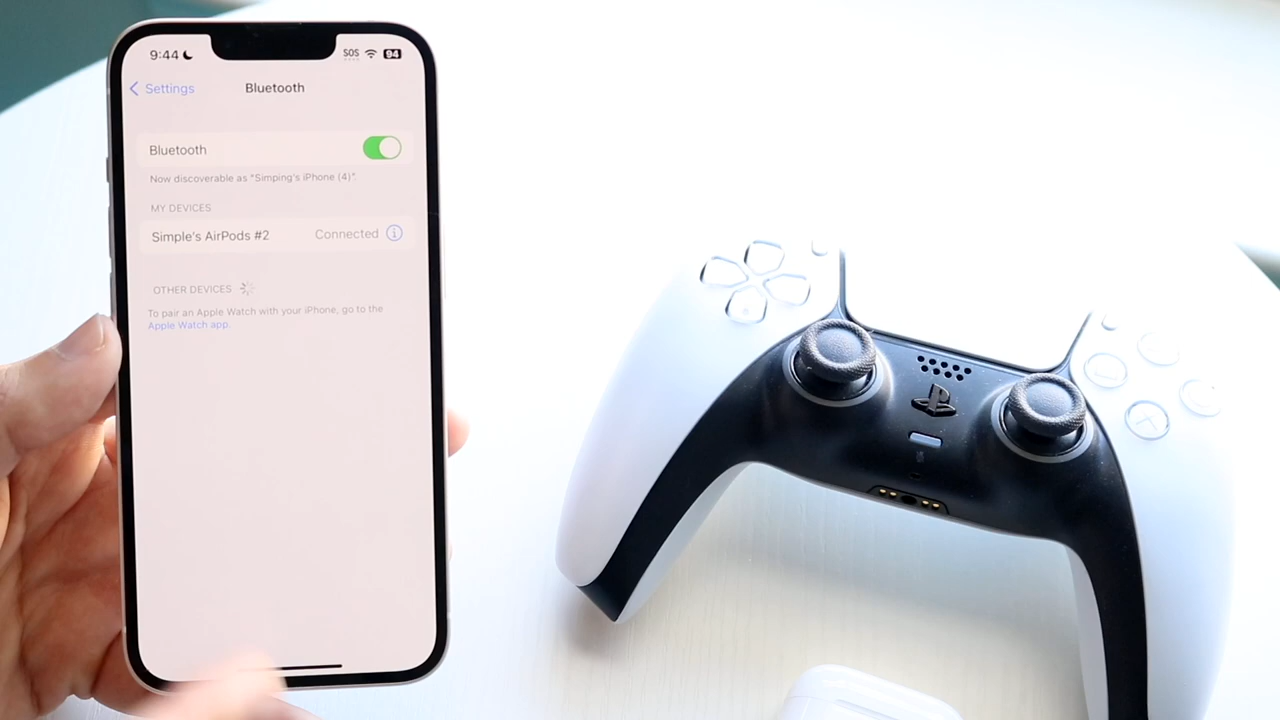 9:44
SOS
94
Settings
Bluetooth
Bluetooth
Now discoverable as "Simping's iPhone (4)".
MY DEVICES
Simple's AirPods #2
Connected
OTHER DEVICES
To pair an Apple Watch with your iPhone, go to the
Apple Watch app.